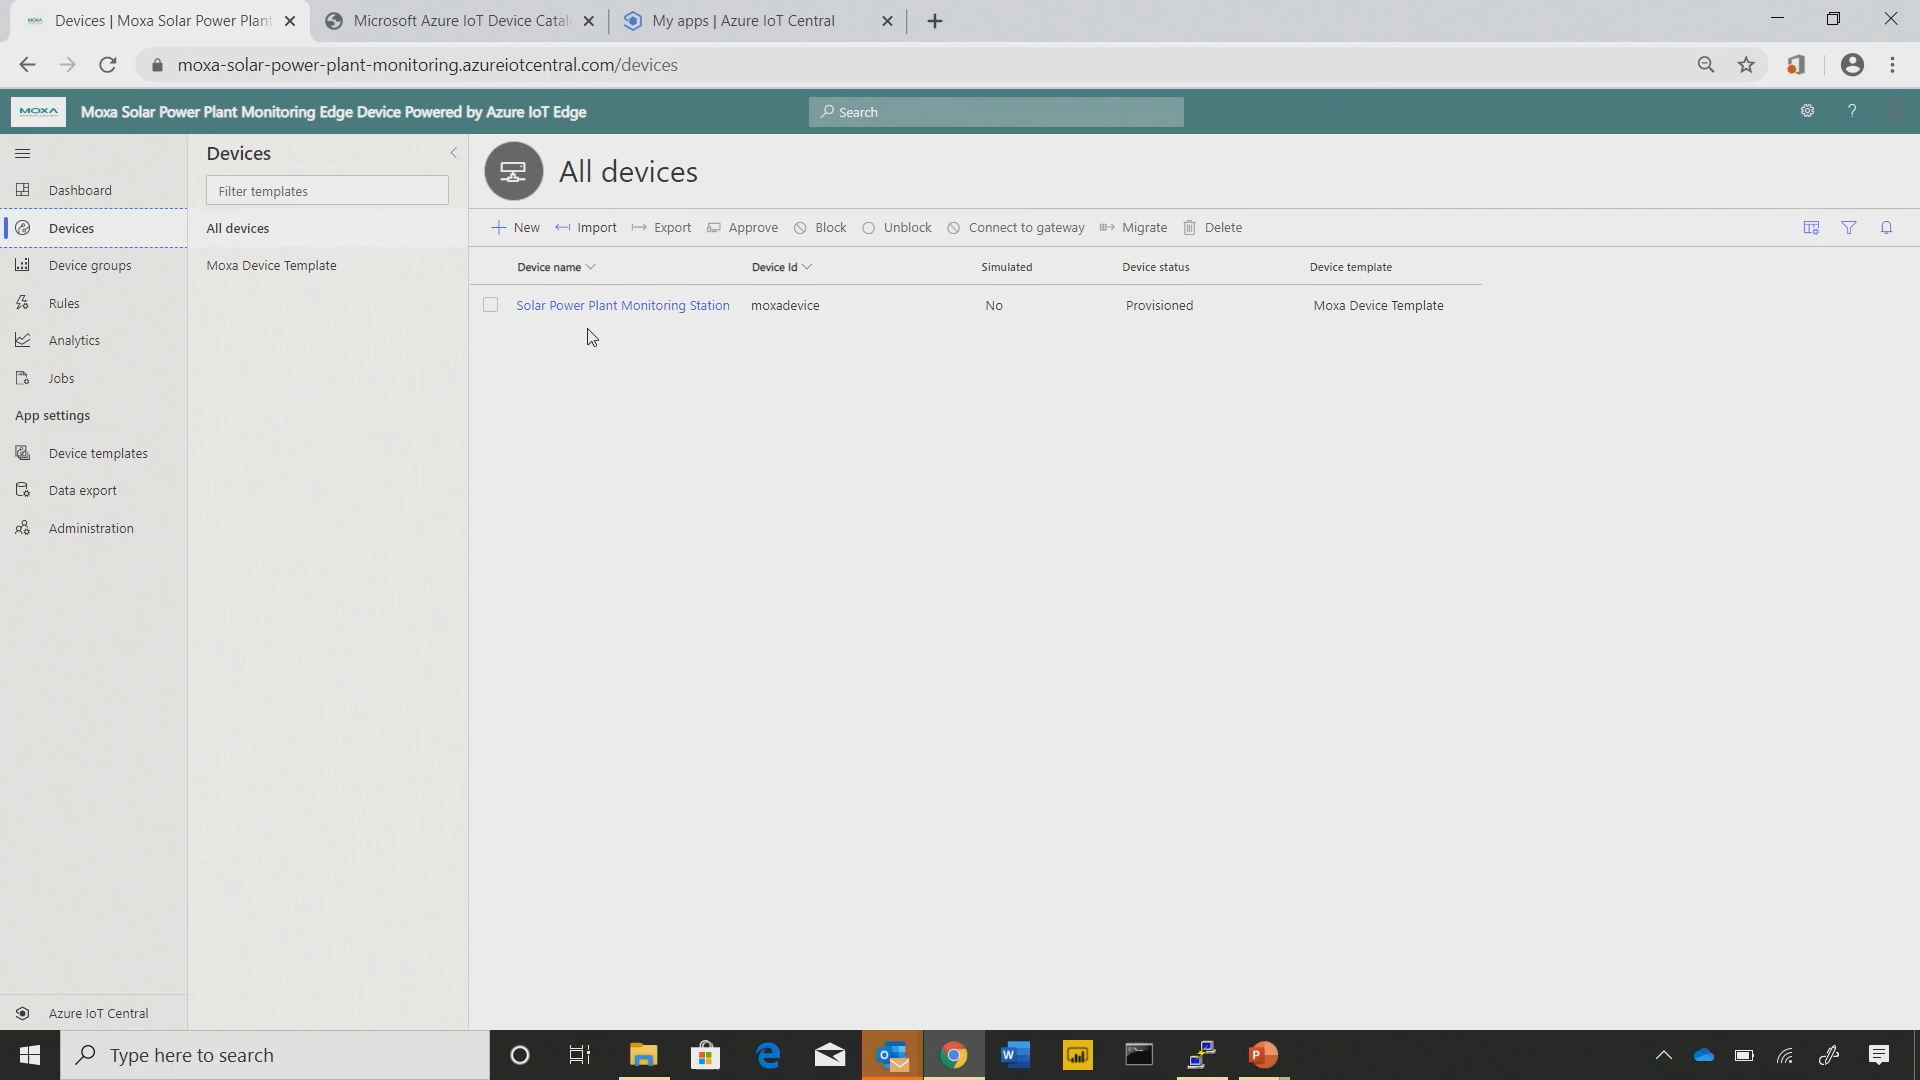 Devices | Moxa Solar Power Plant
Microsoft Azure IoT Device Catal
My apps | Azure IoT Central
moxa-solar-power-plant-monitoring.azureiotcentral.com/devices
MOXA
Moxa Solar Power Plant Monitoring Edge Device Powered by Azure IoT Edge
Search
?
Dashboard
Devices
Device groups
Rules
Analytics
Jobs
App settings
Device templates
Data export
Administration
Azure IoT Central
Devices
Filter templates
All devices
Moxa Device Template
All devices
New Import Export Approve Block Unblock Connect to gateway Migrate Delete
Device name Device Id Simulated Device status Device template
Solar Power Plant Monitoring Station moxadevice No Provisioned Moxa Device Template
Type here to search